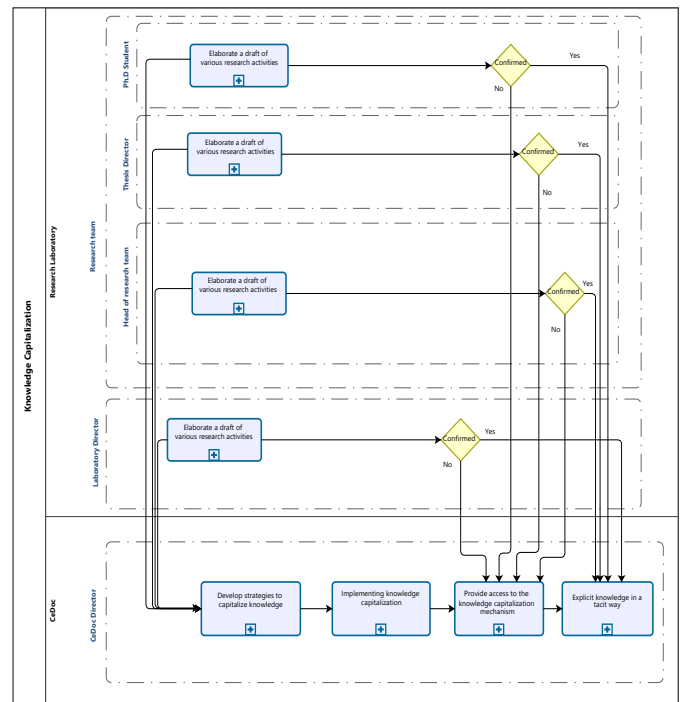 Knowledge Capitalization
Research Laboratory
Research team
Ph.D Student
Elaborate a draft of
various research activities
Confirmed
Yes
No
Thesis Director
Elaborate a draft of
various research activities
Confirmed
Yes
No
Head of research team
Elaborate a draft of
various research activities
Confirmed
Yes
No
Laboratory Director
Elaborate a draft of
various research activities
Confirmed
Yes
No
CeDoc
CeDoc Director
Develop strategies to
capitalize knowledge
Implementing knowledge
capitalization
Provide access to the
knowledge capitalization
mechanism
Explicit knowledge in a
tacit way